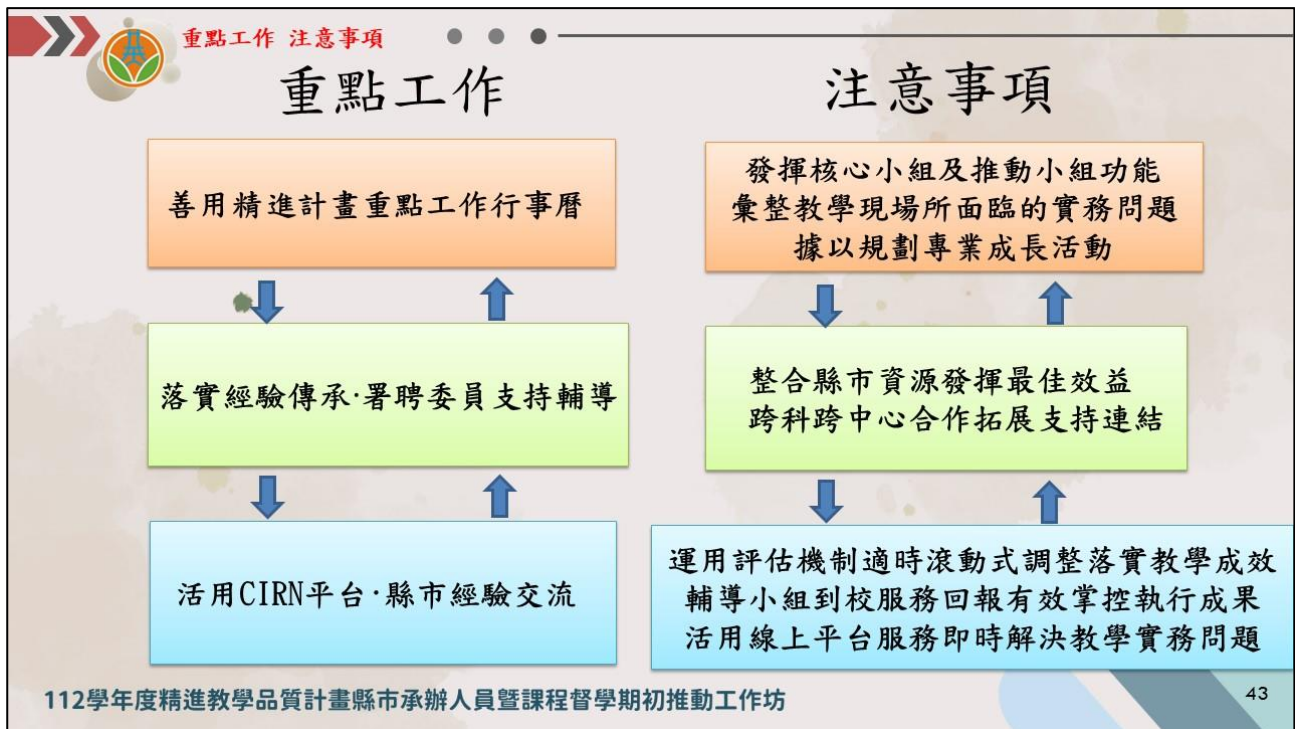 重點工作 注意事項
重點工作
善用精進計畫重點工作行事曆
落實經驗傳承·署聘委員支持輔導
活用CIRN平台·縣市經驗交流
注意事項
發揮核心小組及推動小組功能
彙整教學現場所面臨的實務問題
據以規劃專業成長活動
整合縣市資源發揮最佳效益
跨科跨中心合作拓展支持連結
運用評估機制適時滾動式調整落實教學成效
輔導小組到校服務回報有效掌控執行成果
活用線上平台服務即時解決教學實務問題
112學年度精進教學品質計畫縣市承辦人員暨課程督學期初推動工作坊
43